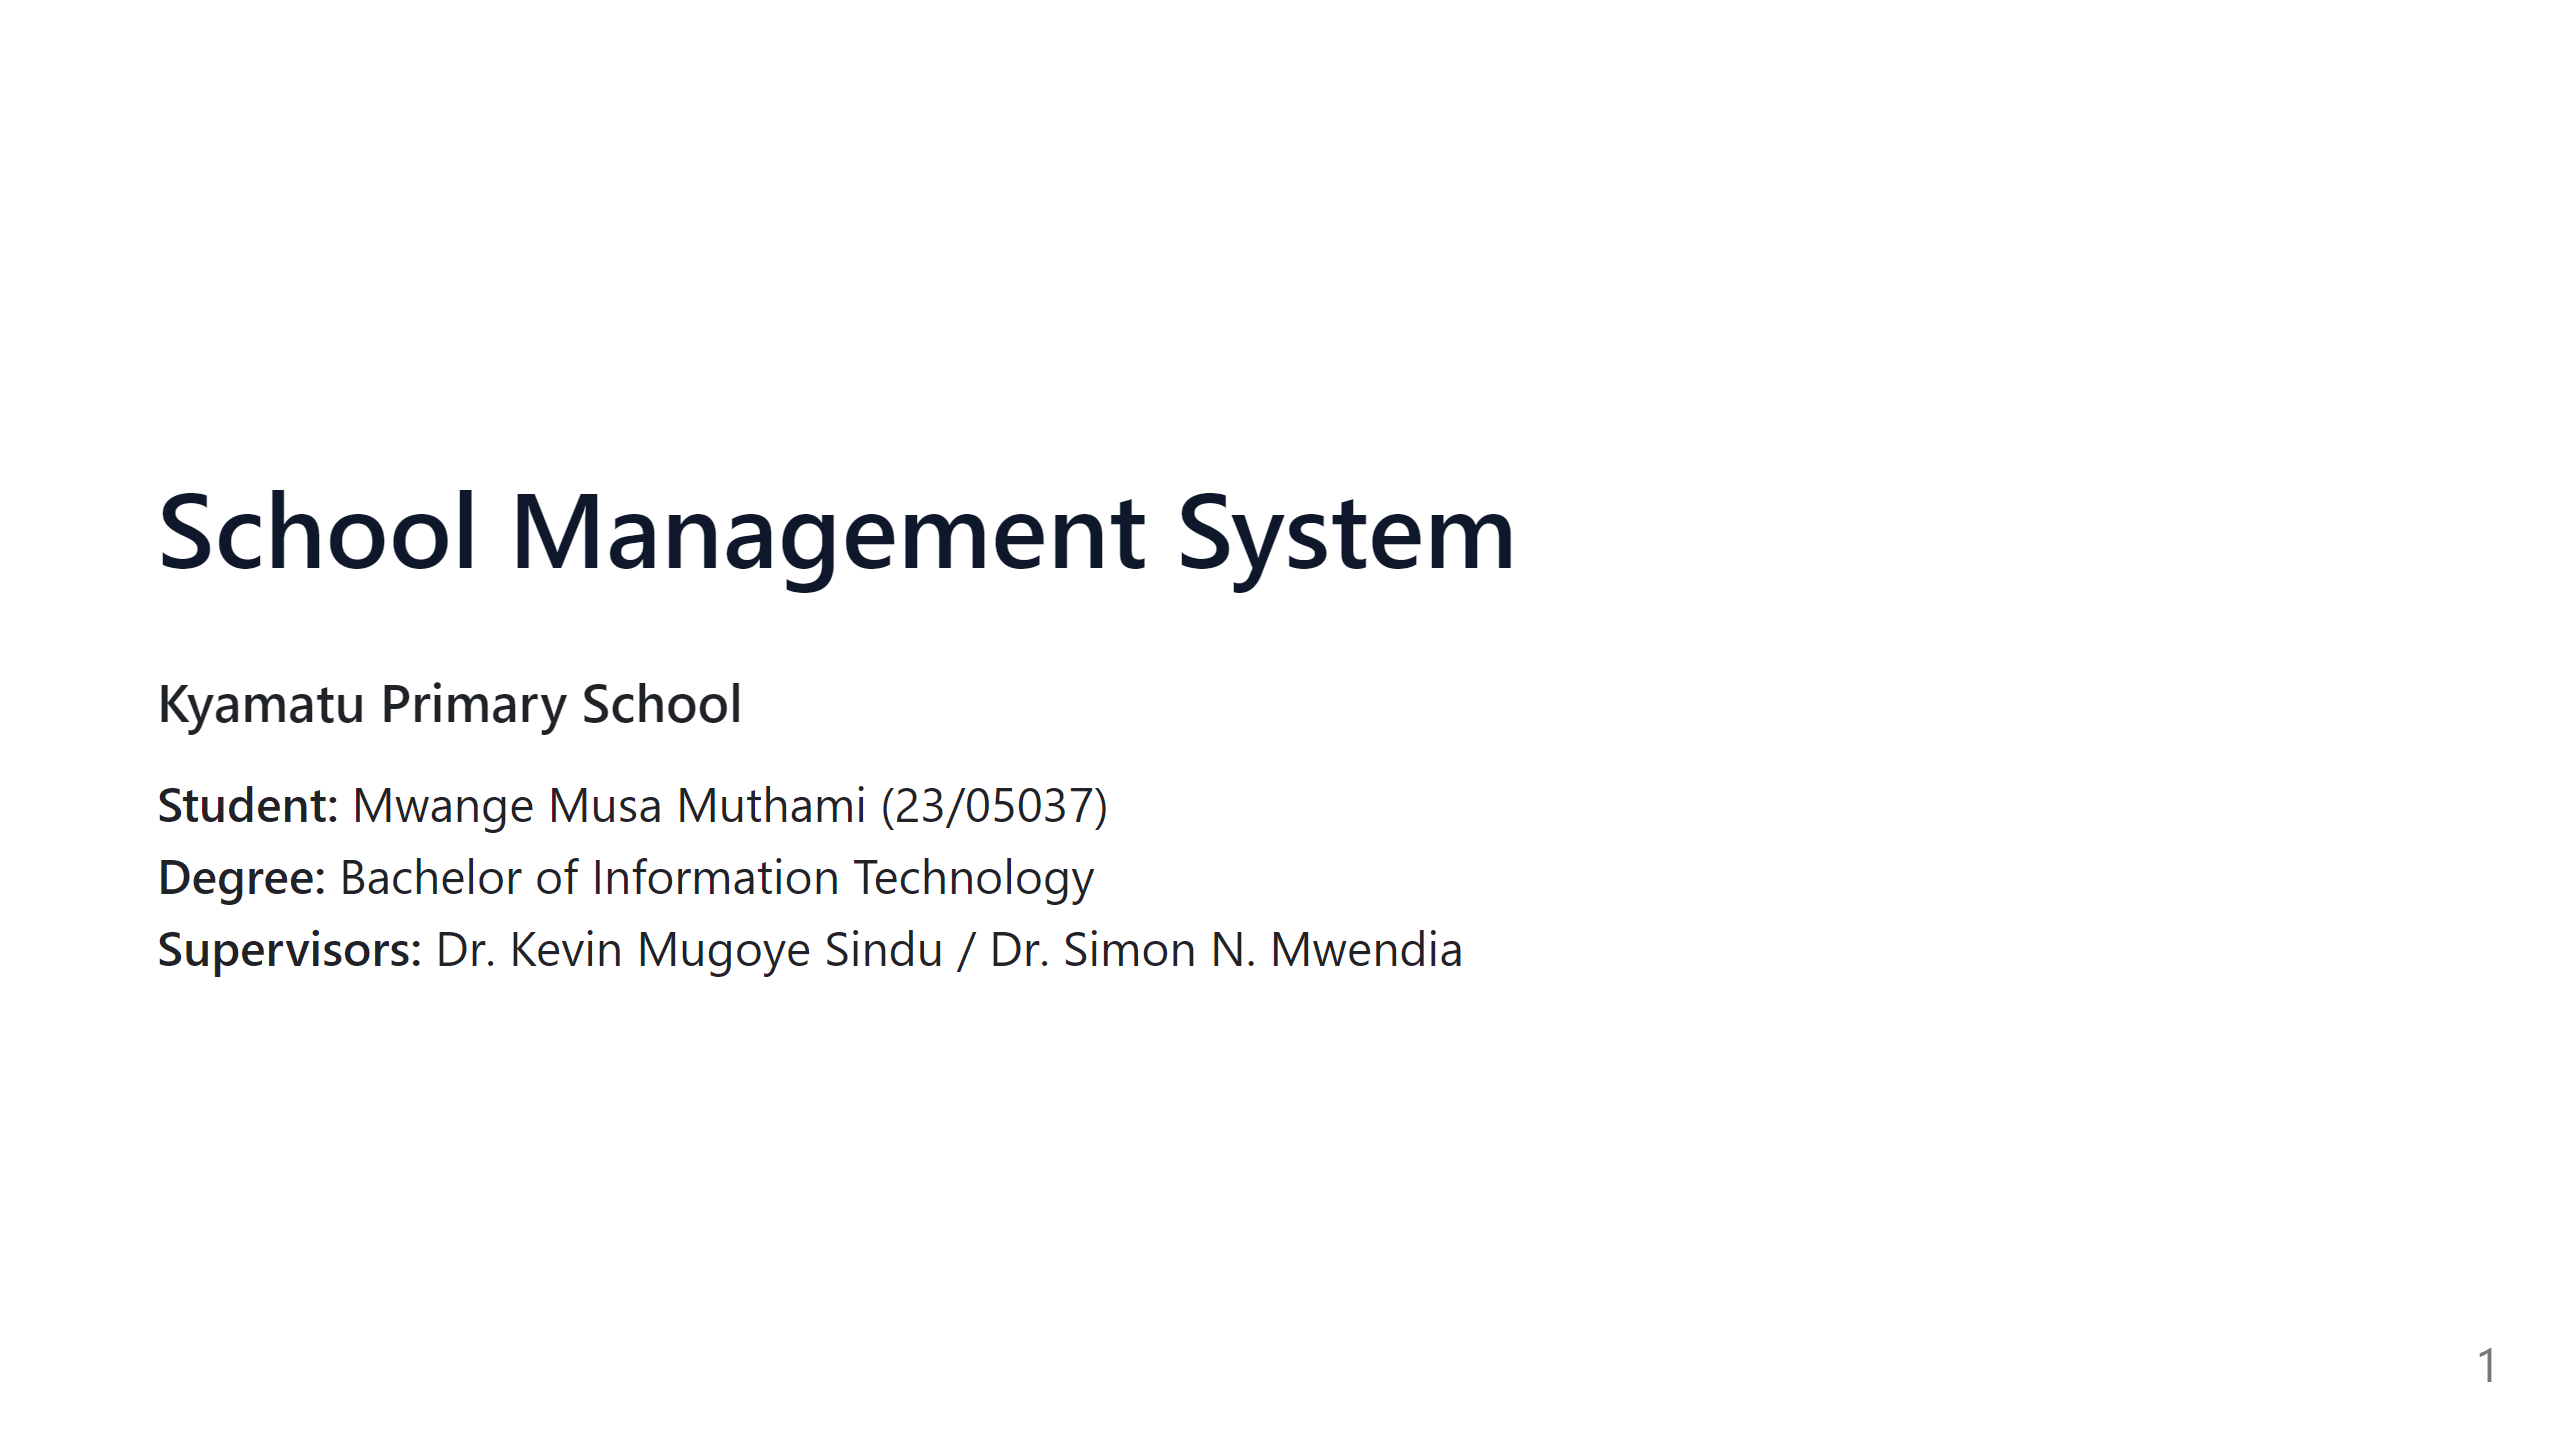 School Management System
Kyamatu Primary School
Student: Mwange Musa Muthami (23/05037)
Degree: Bachelor of Information Technology
Supervisors: Dr. Kevin Mugoye Sindu / Dr. Simon N. Mwendia
1